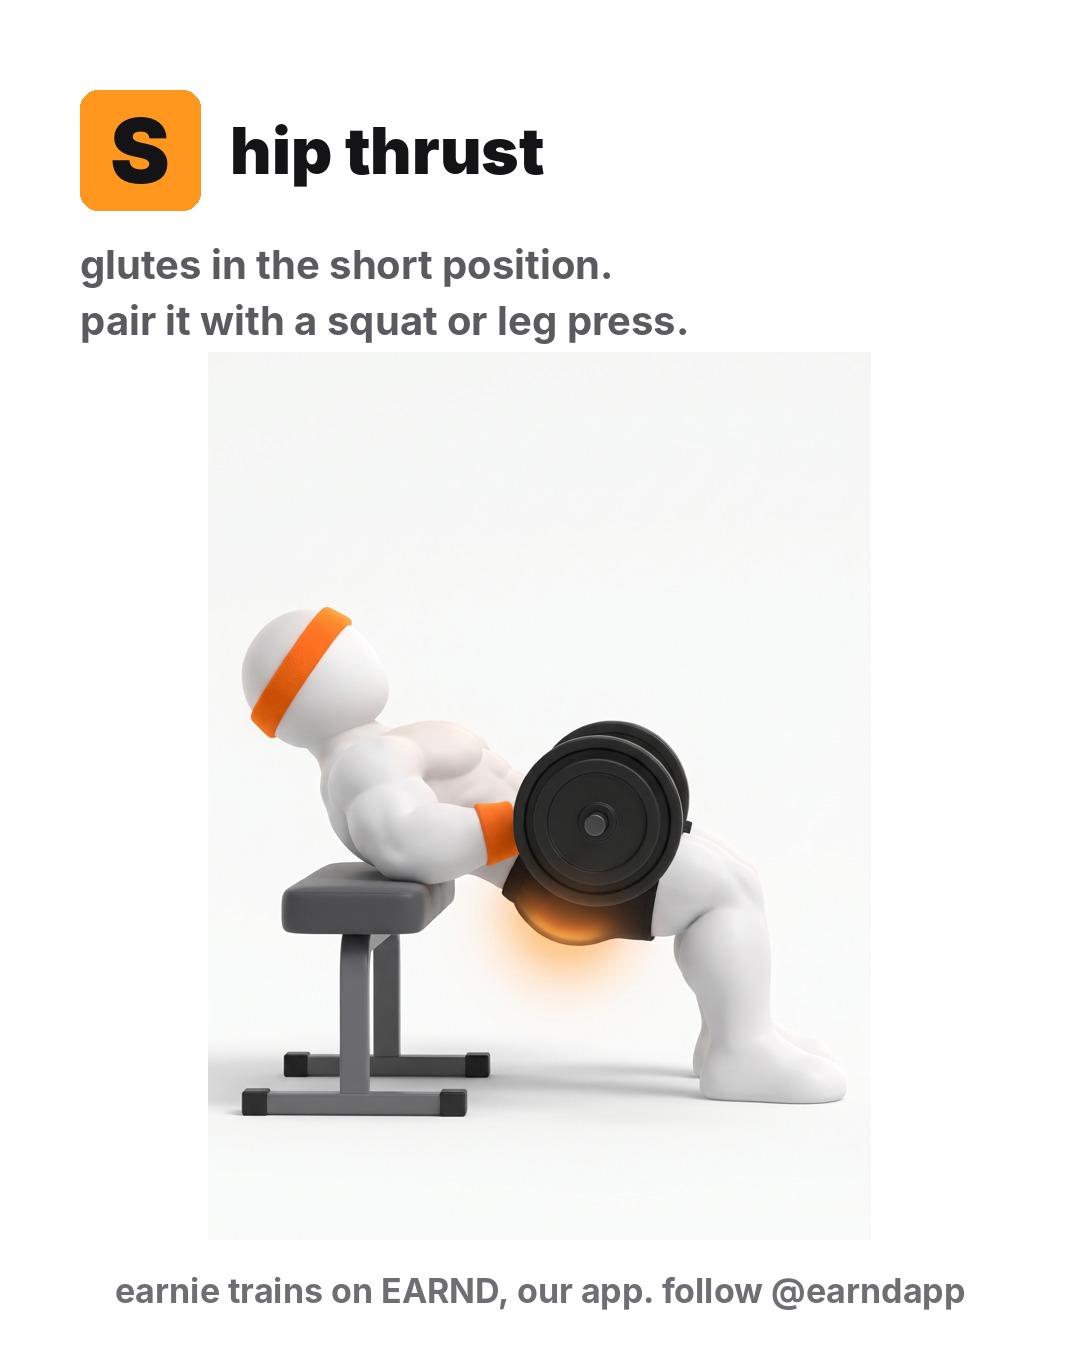 S hip thrust
glutes in the short position.
pair it with a squat or leg press.
earnie trains on EARND, our app. follow @earndapp